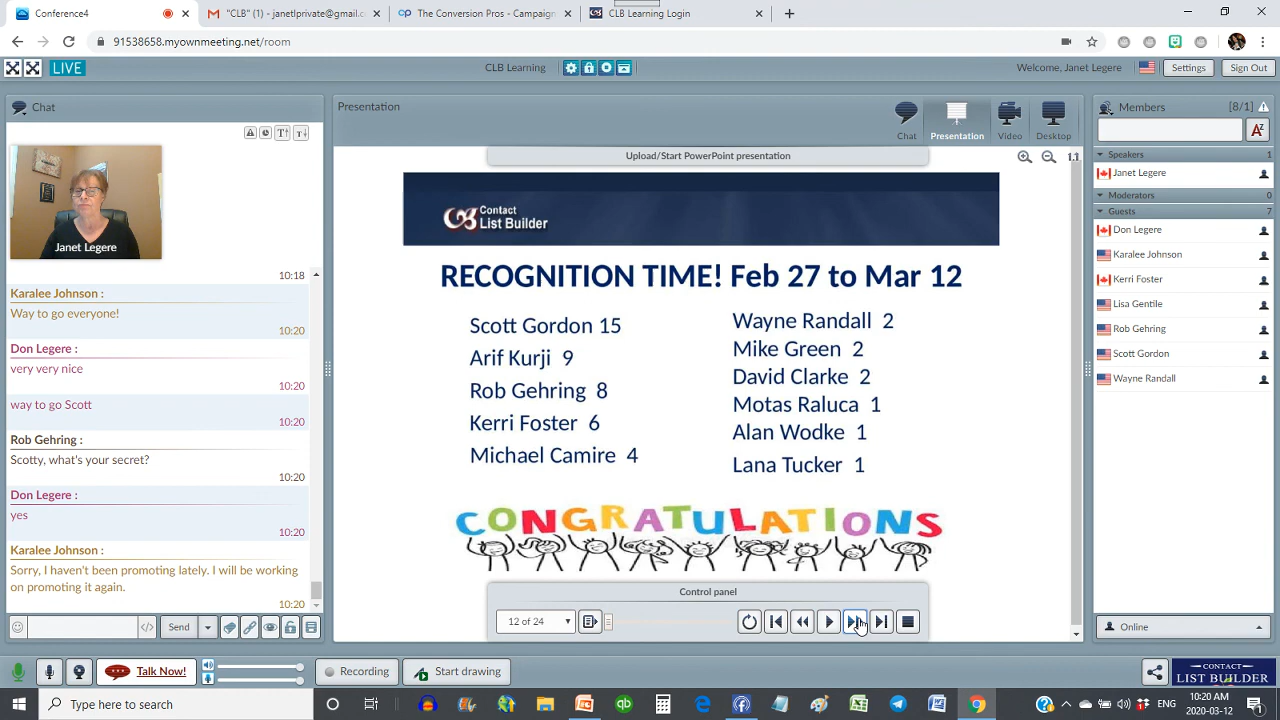 Conference4
"CLB" (1) - janetlprivate@gmail.c
The Conversion Pros - Campaign
CLB Learning Login
91538658.myownmeeting.net/room
LIVE
CLB Learning
Welcome, Janet Legere
Settings
Sign Out
Chat
Janet Legere
10:18
Karalee Johnson :
Way to go everyone!
10:20
Don Legere :
very very nice
10:20
way to go Scott
10:20
Rob Gehring :
Scotty, what's your secret?
10:20
Don Legere :
yes
10:20
Karalee Johnson :
Sorry, I haven't been promoting lately. I will be working
on promoting it again.
10:20
Send
Presentation
Chat
Presentation
Video
Desktop
Upload/Start PowerPoint presentation
1:1
Contact
List Builder
RECOGNITION TIME! Feb 27 to Mar 12
Scott Gordon 15
Arif Kurji 9
Rob Gehring 8
Kerri Foster 6
Michael Camire 4
Wayne Randall 2
Mike Green 2
David Clarke 2
Motas Raluca 1
Alan Wodke 1
Lana Tucker 1
CONGRATULATIONS
Control panel
12 of 24
Members
[8/1]
Speakers
1
Janet Legere
Moderators
0
Guests
7
Don Legere
Karalee Johnson
Kerri Foster
Lisa Gentile
Rob Gehring
Scott Gordon
Wayne Randall
Online
Talk Now!
Recording
Start drawing
CONTACT
LIST BUILDER
Type here to search
ENG
10:20 AM
2020-03-12